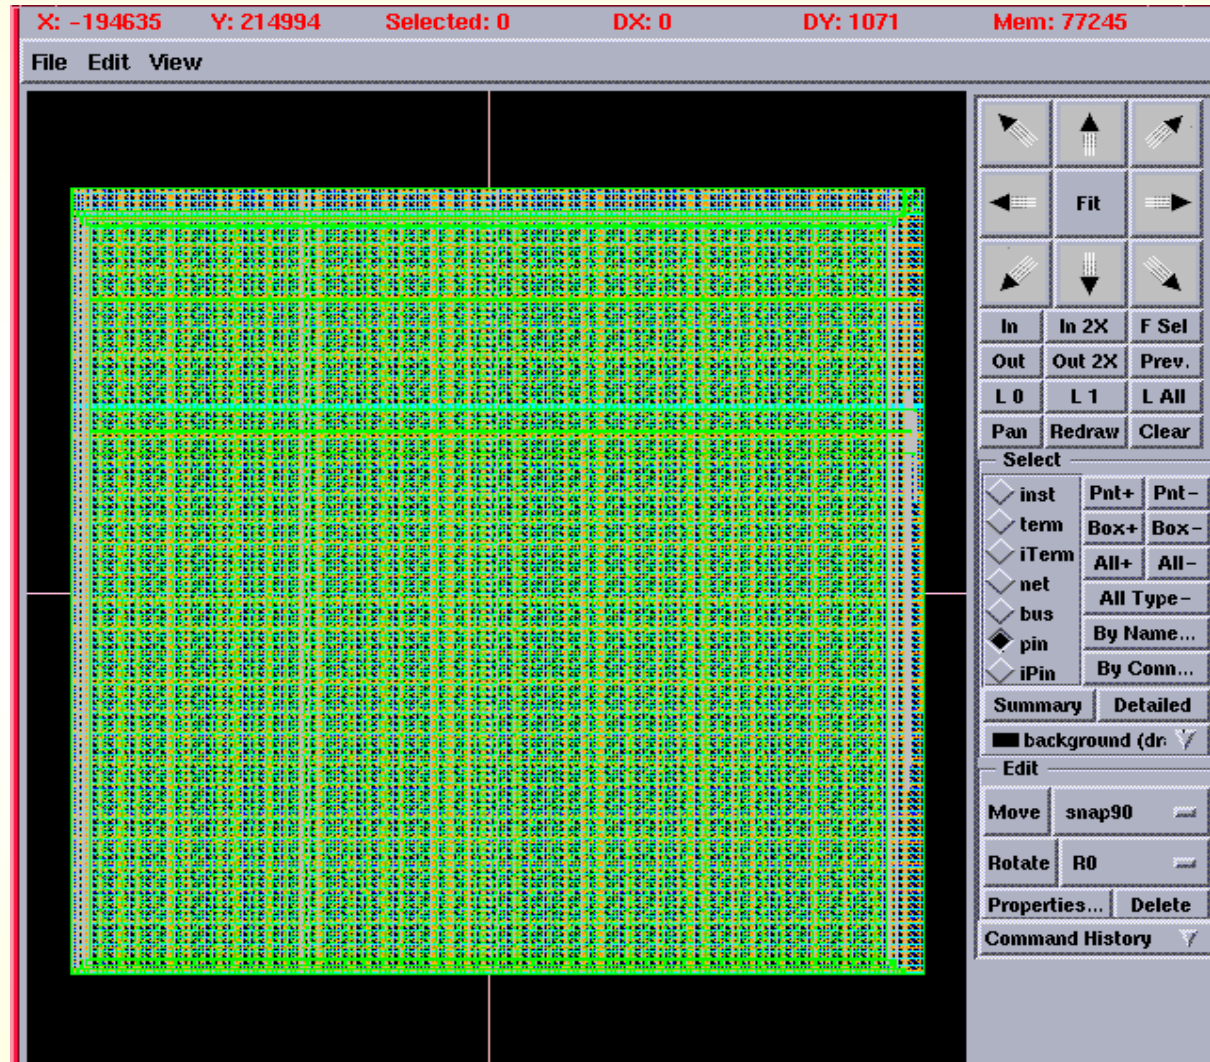 X: -194635 Y: 214994 Selected: 0 DX: 0 DY: 1071 Mem: 77245
File Edit View
Fit
In In 2X F Sel
Out Out 2X Prev.
L 0 L 1 L All
Pan Redraw Clear
Select
inst Pnt+ Pnt-
term Box+ Box-
iTerm All+ All-
net All Type-
bus By Name...
pin By Conn...
iPin
Summary Detailed
background (dr:
Edit
Move snap90
Rotate R0
Properties... Delete
Command History